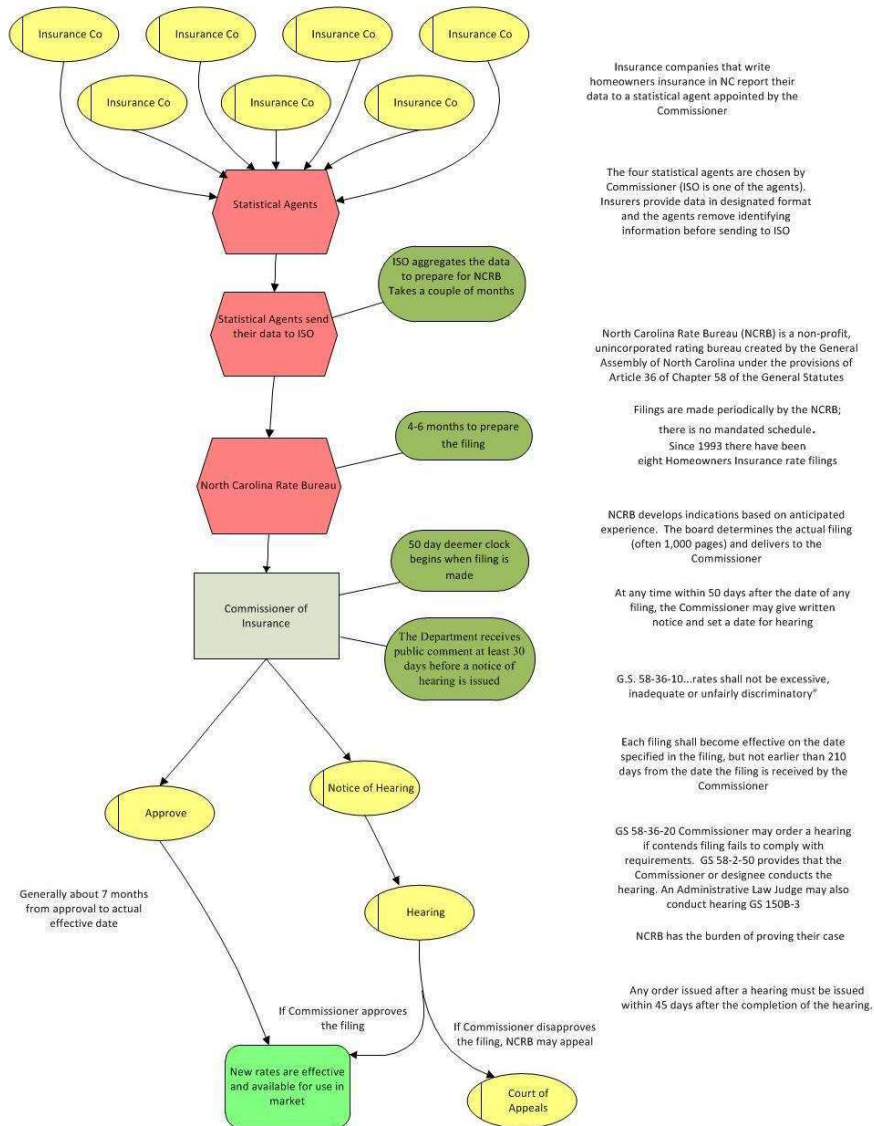 Insurance Co
Insurance Co
Insurance Co
Insurance Co
Insurance Co
Insurance Co
Insurance Co
Insurance companies that write
homeowners insurance in NC report their
data to a statistical agent appointed by the
Commissioner
Statistical Agents
The four statistical agents are chosen by
Commissioner (ISO is one of the agents).
Insurers provide data in designated format
and the agents remove identifying
information before sending to ISO
ISO aggregates the data
to prepare for NCRB
Takes a couple of months
Statistical Agents send
their data to ISO
North Carolina Rate Bureau (NCRB) is a non-profit,
unincorporated rating bureau created by the General
Assembly of North Carolina under the provisions of
Article 36 of Chapter 58 of the General Statutes
Filings are made periodically by the NCRB;
there is no mandated schedule.
Since 1993 there have been
eight Homeowners Insurance rate filings
4-6 months to prepare
the filing
North Carolina Rate Bureau
NCRB develops indications based on anticipated
experience. The board determines the actual filing
(often 1,000 pages) and delivers to the
Commissioner
50 day deemer clock
begins when filing is
made
Commissioner of
Insurance
At any time within 50 days after the date of any
filing, the Commissioner may give written
notice and set a date for hearing
The Department receives
public comment at least 30
days before a notice of
hearing is issued
G.S. 58-36-10...rates shall not be excessive,
inadequate or unfairly discriminatory”
Each filing shall become effective on the date
specified in the filing, but not earlier than 210
days from the date the filing is received by the
Commissioner
Notice of Hearing
Approve
GS 58-36-20 Commissioner may order a hearing
if contends filing fails to comply with
requirements. GS 58-2-50 provides that the
Commissioner or designee conducts the
hearing. An Administrative Law Judge may also
conduct hearing GS 150B-3
Generally about 7 months
from approval to actual
effective date
Hearing
NCRB has the burden of proving their case
Any order issued after a hearing must be issued
within 45 days after the completion of the hearing.
If Commissioner approves
the filing
If Commissioner disapproves
the filing, NCRB may appeal
New rates are effective
and available for use in
market
Court of
Appeals